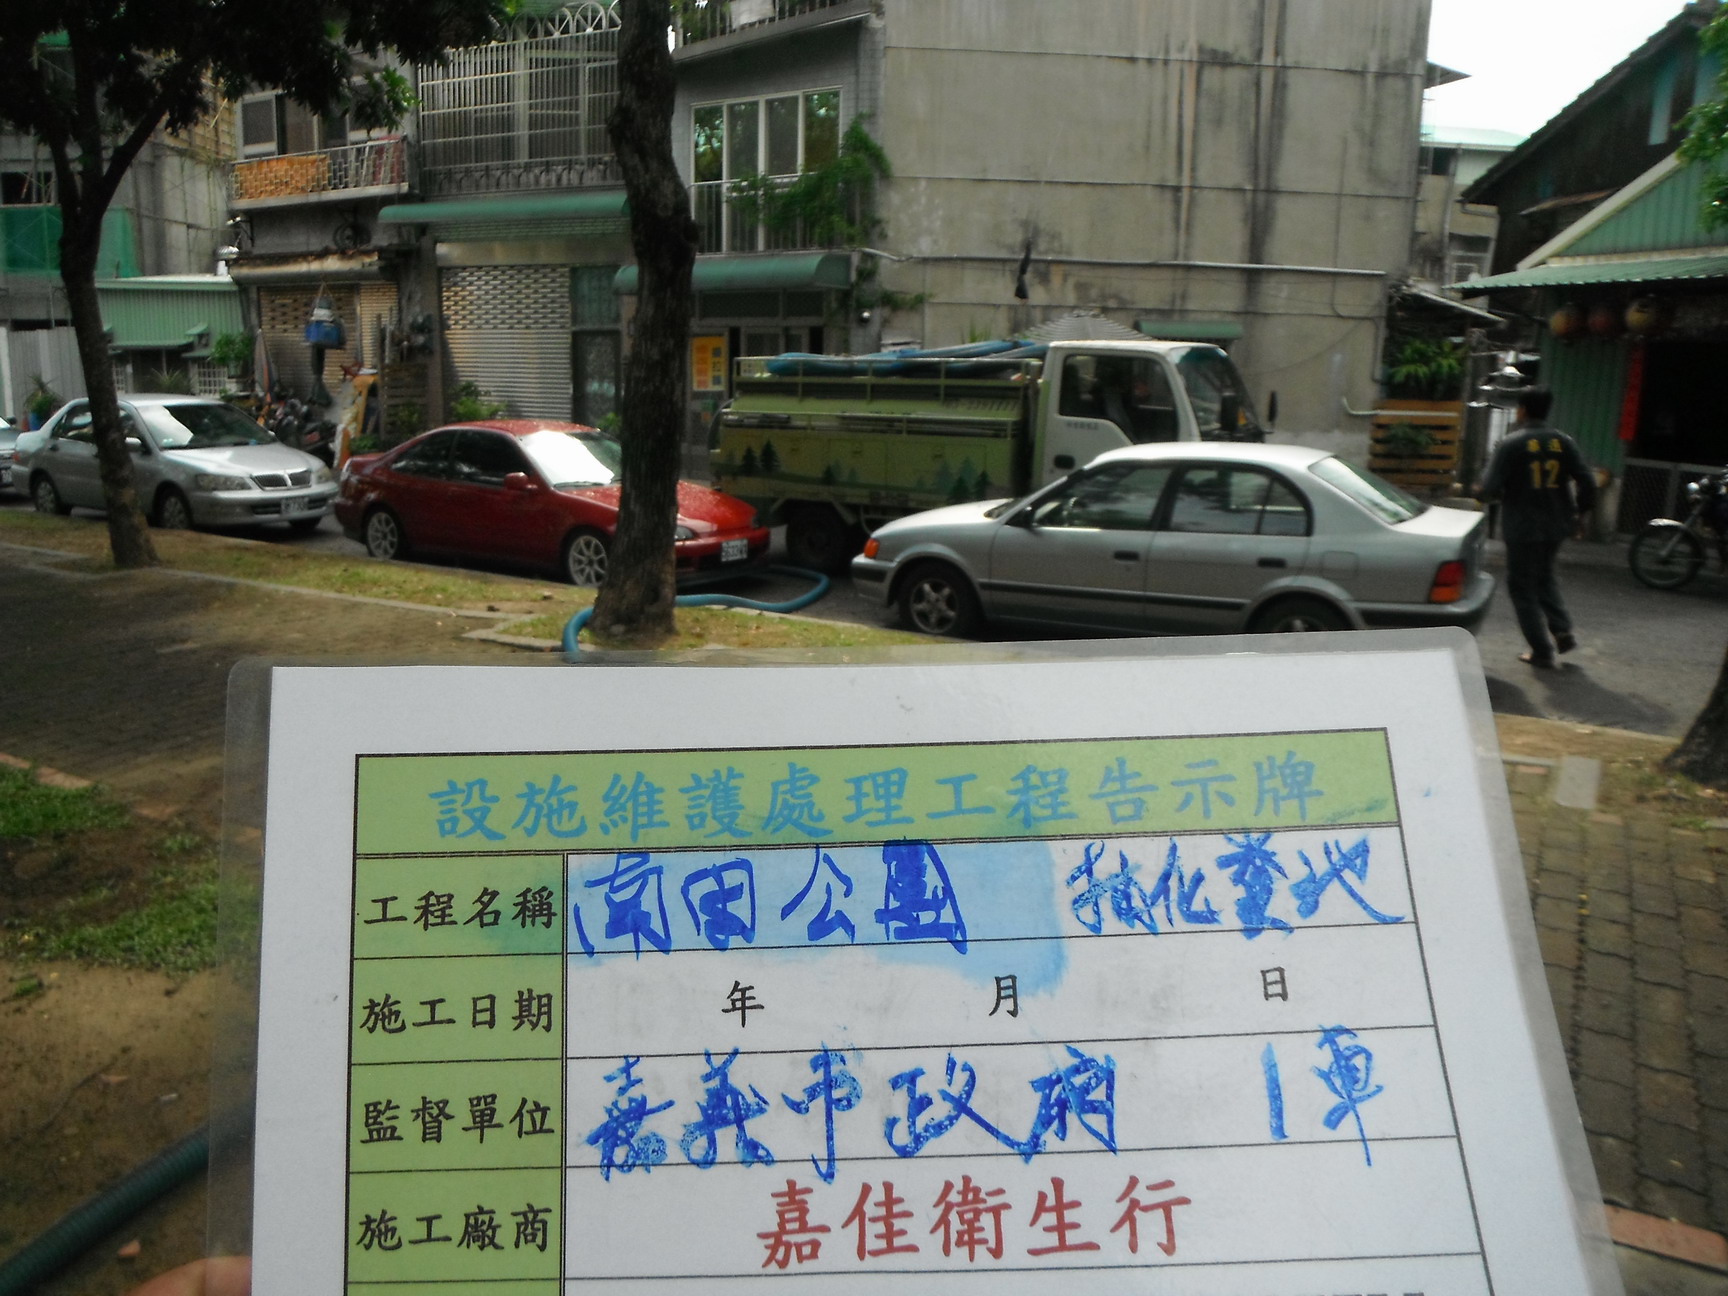 12
設施維護處理工程告示牌
工程名稱 南田公園 抽化糞池
施工日期 年 月 日
監督單位 嘉義市政府 1車
施工廠商 嘉佳衛生行